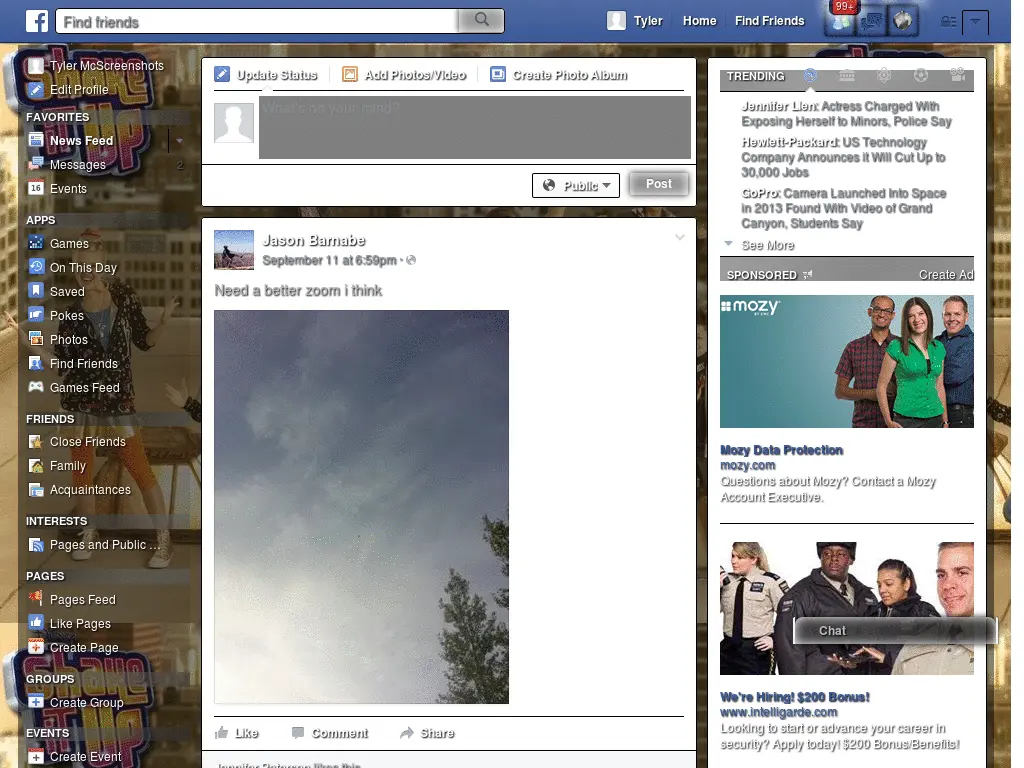 Find friends
Tyler
Home
Find Friends
99+
Tyler McScreenshots
Edit Profile
FAVORITES
News Feed
Messages
2
16
Events
APPS
Games
On This Day
Saved
Pokes
Photos
Find Friends
Games Feed
FRIENDS
Close Friends
Family
Acquaintances
INTERESTS
Pages and Public ...
PAGES
Pages Feed
Like Pages
Create Page
GROUPS
Create Group
EVENTS
Create Event
SHAKE
IT UP
Update Status
Add Photos/Video
Create Photo Album
What's on your mind?
Public
Post
Jason Barnabe
September 11 at 6:59pm ·
Need a better zoom i think
Like
Comment
Share
TRENDING
Jennifer Lien: Actress Charged With
Exposing Herself to Minors, Police Say
Hewlett-Packard: US Technology
Company Announces it Will Cut Up to
30,000 Jobs
GoPro: Camera Launched Into Space
in 2013 Found With Video of Grand
Canyon, Students Say
See More
SPONSORED
Create Ad
mozy
BY EMC
Mozy Data Protection
mozy.com
Questions about Mozy? Contact a Mozy
Account Executive.
Chat
We're Hiring! $200 Bonus!
www.intelligarde.com
Looking to start or advance your career in
security? Apply today! $200 Bonus/Benefits!